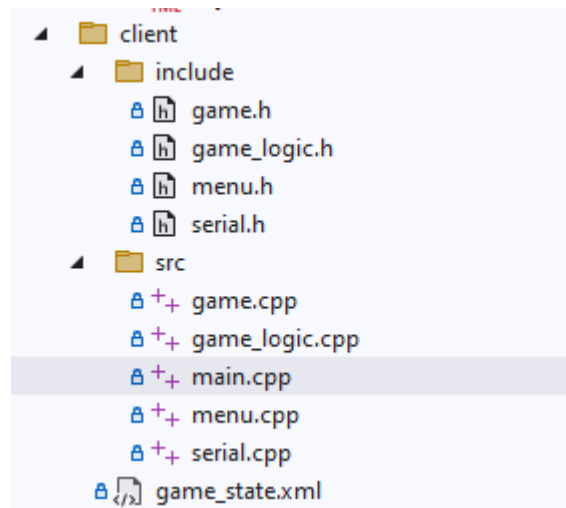 client
include
game.h
game_logic.h
menu.h
serial.h
src
game.cpp
game_logic.cpp
main.cpp
menu.cpp
serial.cpp
game_state.xml